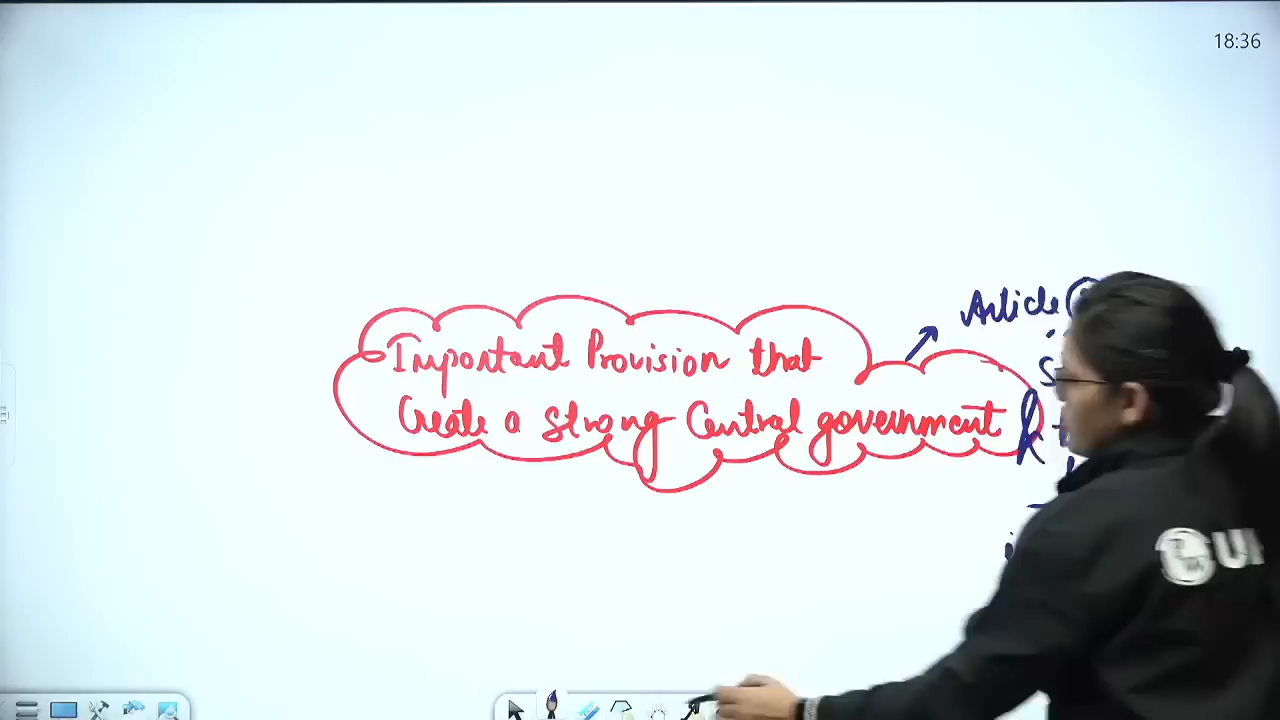 18:36
Article
Important Provision that
Create a strong Central government